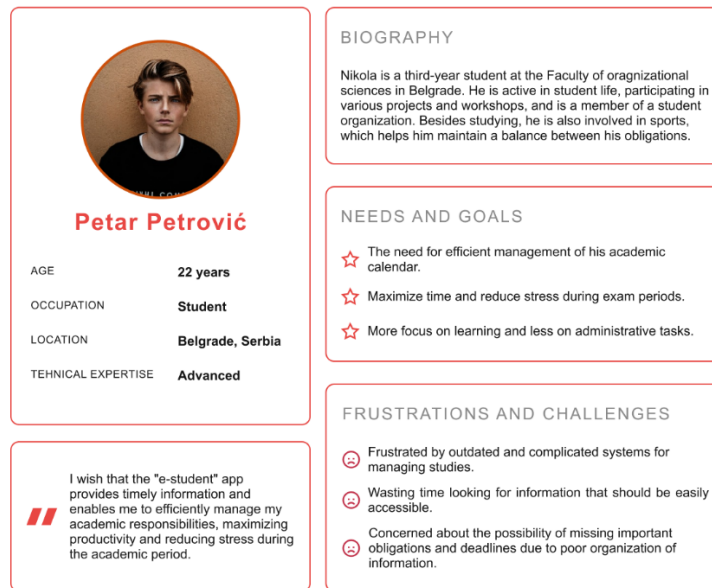 Petar Petrović
AGE 22 years
OCCUPATION Student
LOCATION Belgrade, Serbia
TEHNICAL EXPERTISE Advanced
I wish that the "e-student" app
provides timely information and
enables me to efficiently manage my
academic responsibilities, maximizing
productivity and reducing stress during
the academic period.
BIOGRAPHY
Nikola is a third-year student at the Faculty of oragnizational
sciences in Belgrade. He is active in student life, participating in
various projects and workshops, and is a member of a student
organization. Besides studying, he is also involved in sports,
which helps him maintain a balance between his obligations.
NEEDS AND GOALS
The need for efficient management of his academic
calendar.
Maximize time and reduce stress during exam periods.
More focus on learning and less on administrative tasks.
FRUSTRATIONS AND CHALLENGES
Frustrated by outdated and complicated systems for
managing studies.
Wasting time looking for information that should be easily
accessible.
Concerned about the possibility of missing important
obligations and deadlines due to poor organization of
information.